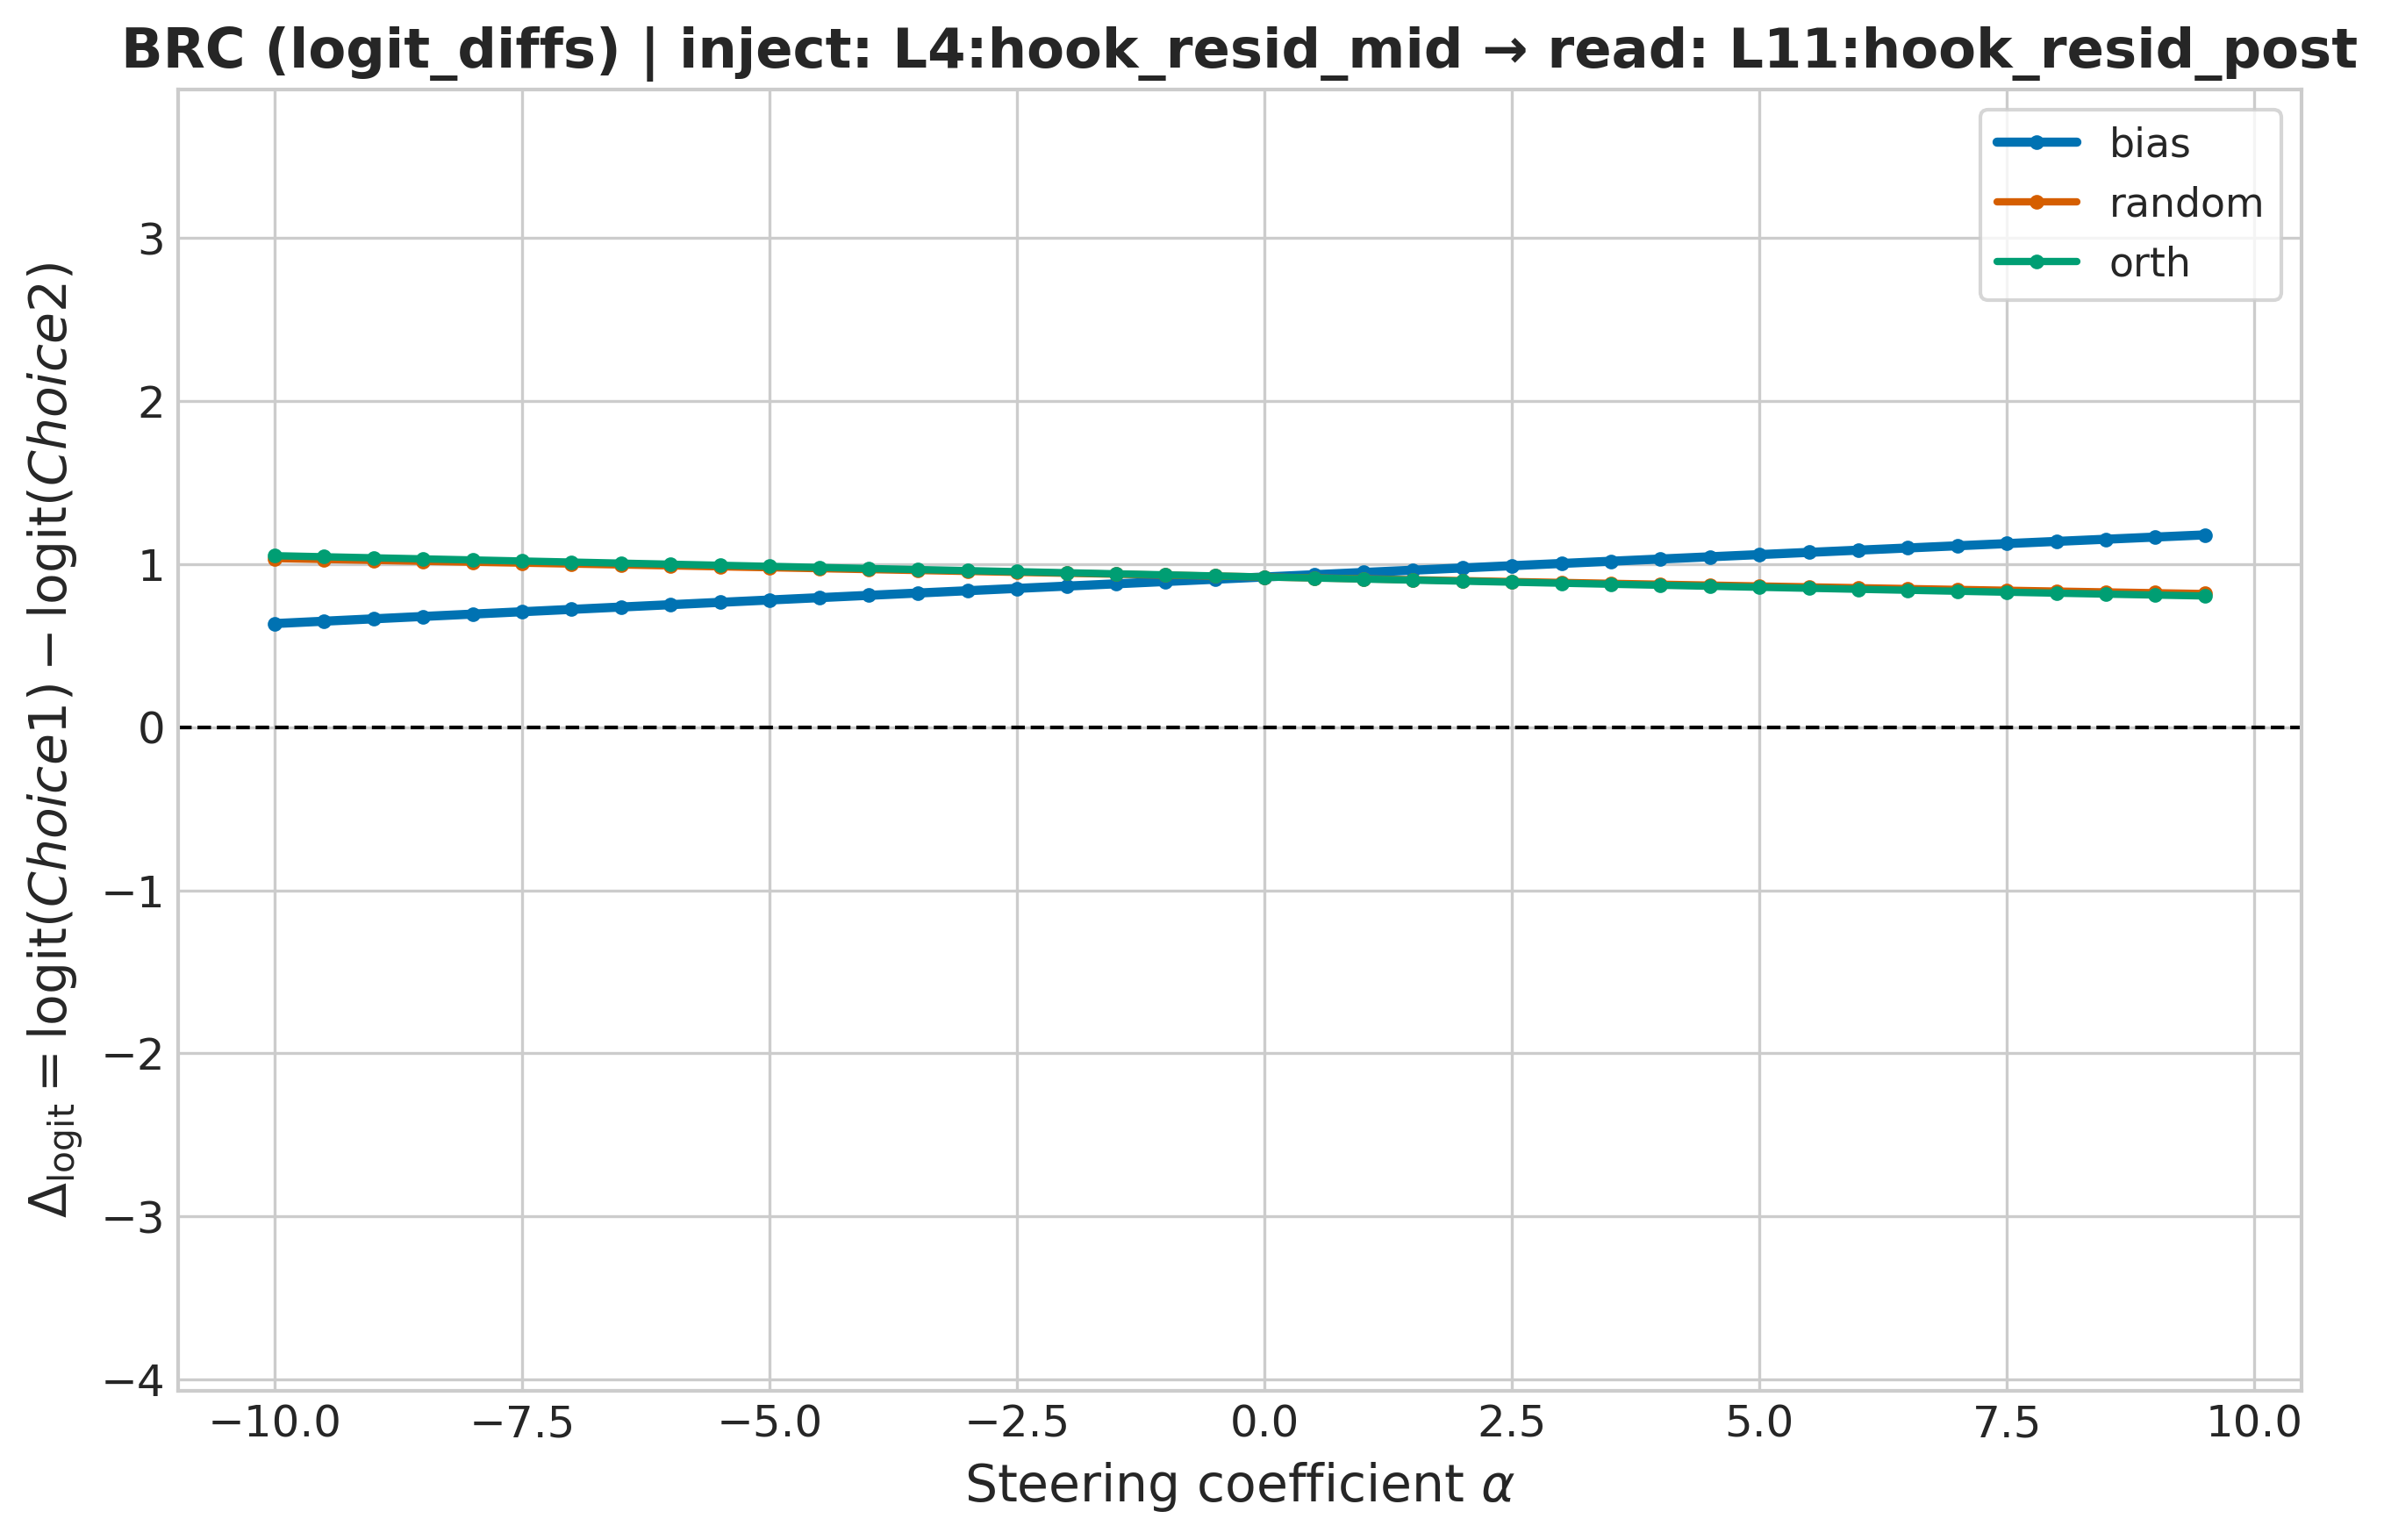 BRC (logit_diffs) | inject: L4:hook_resid_mid → read: L11:hook_resid_post
Δlogit = logit(Choice1) − logit(Choice2)
3
2
1
0
−1
−2
−3
−4
bias
random
orth
−10.0 −7.5 −5.0 −2.5 0.0 2.5 5.0 7.5 10.0
Steering coefficient α